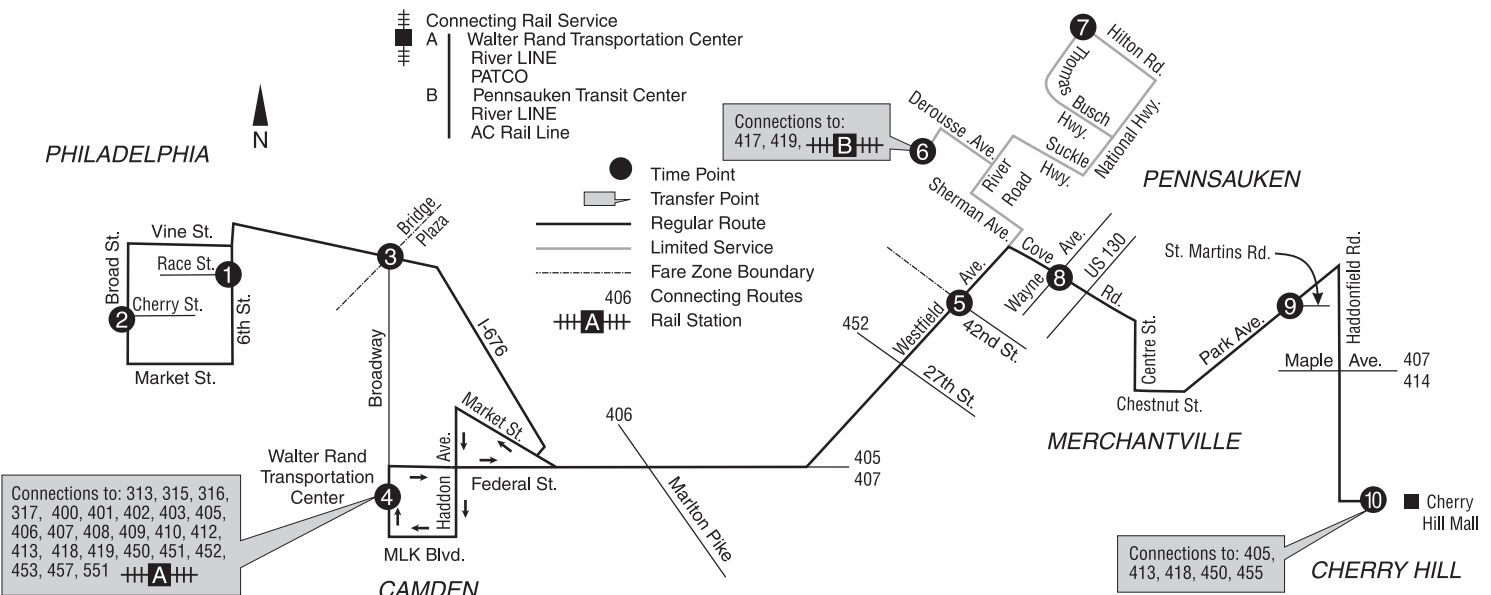 Connecting Rail Service
A Walter Rand Transportation Center
River LINE
PATCO
B Pennsauken Transit Center
River LINE
AC Rail Line
N
PHILADELPHIA
Time Point
Transfer Point
Regular Route
Limited Service
Fare Zone Boundary
406 Connecting Routes
A Rail Station
Connections to:
417, 419, B
6
7
Hilton Rd.
Thomas
Busch
Hwy.
National Hwy.
Suckle
Hwy.
Derousse Ave.
River
Road
Sherman Ave.
PENNSAUKEN
Vine St.
Race St.
1
Broad St.
Cherry St.
2
6th St.
Market St.
3
Bridge
Plaza
Broadway
I-676
Market St.
Haddon Ave.
Federal St.
Walter Rand
Transportation
Center
4
MLK Blvd.
CAMDEN
Connections to: 313, 315, 316,
317, 400, 401, 402, 403, 405,
406, 407, 408, 409, 410, 412,
413, 418, 419, 450, 451, 452,
453, 457, 551 A
406
Marlton Pike
405
407
452
27th St.
Westfield Ave.
5
42nd St.
Cove Rd.
Wayne Ave.
8
US 130
Centre St.
Chestnut St.
MERCHANTVILLE
Park Ave.
9
St. Martins Rd.
Haddonfield Rd.
Maple Ave. 407
414
10
Cherry
Hill Mall
CHERRY HILL
Connections to: 405,
413, 418, 450, 455